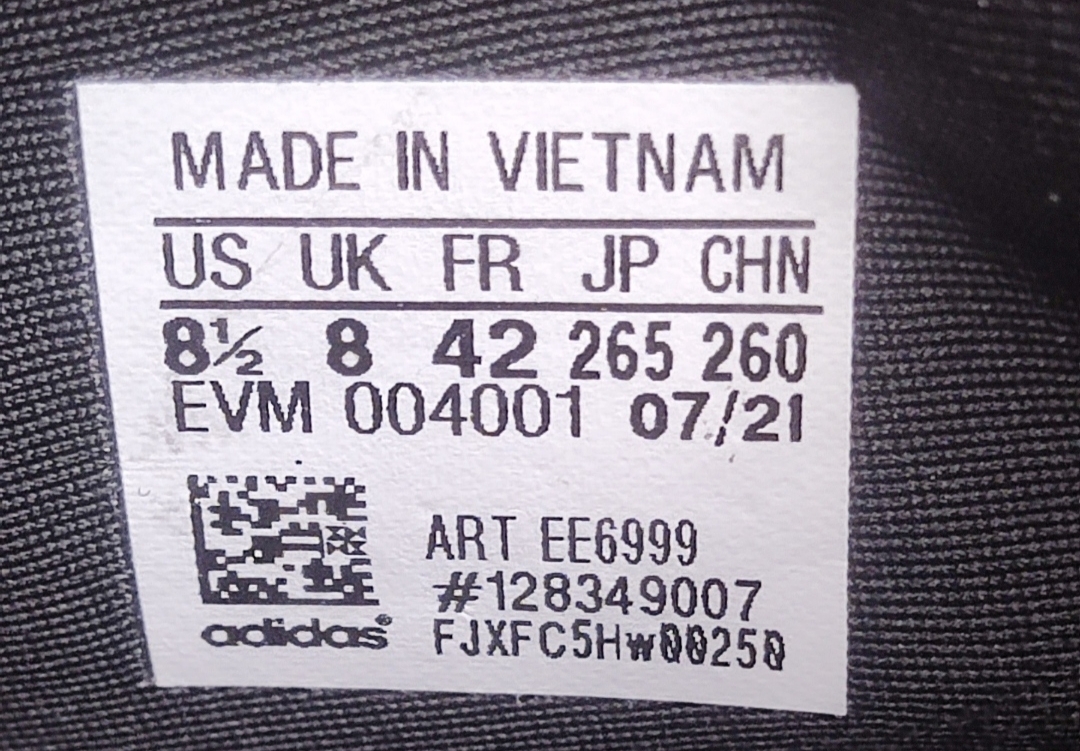 MADE IN VIETNAM
US UK FR JP CHN
8½ 8 42 265 260
EVM 004001 07/21
ART EE6999
#128349007
adidas® FJXFC5Hw00250